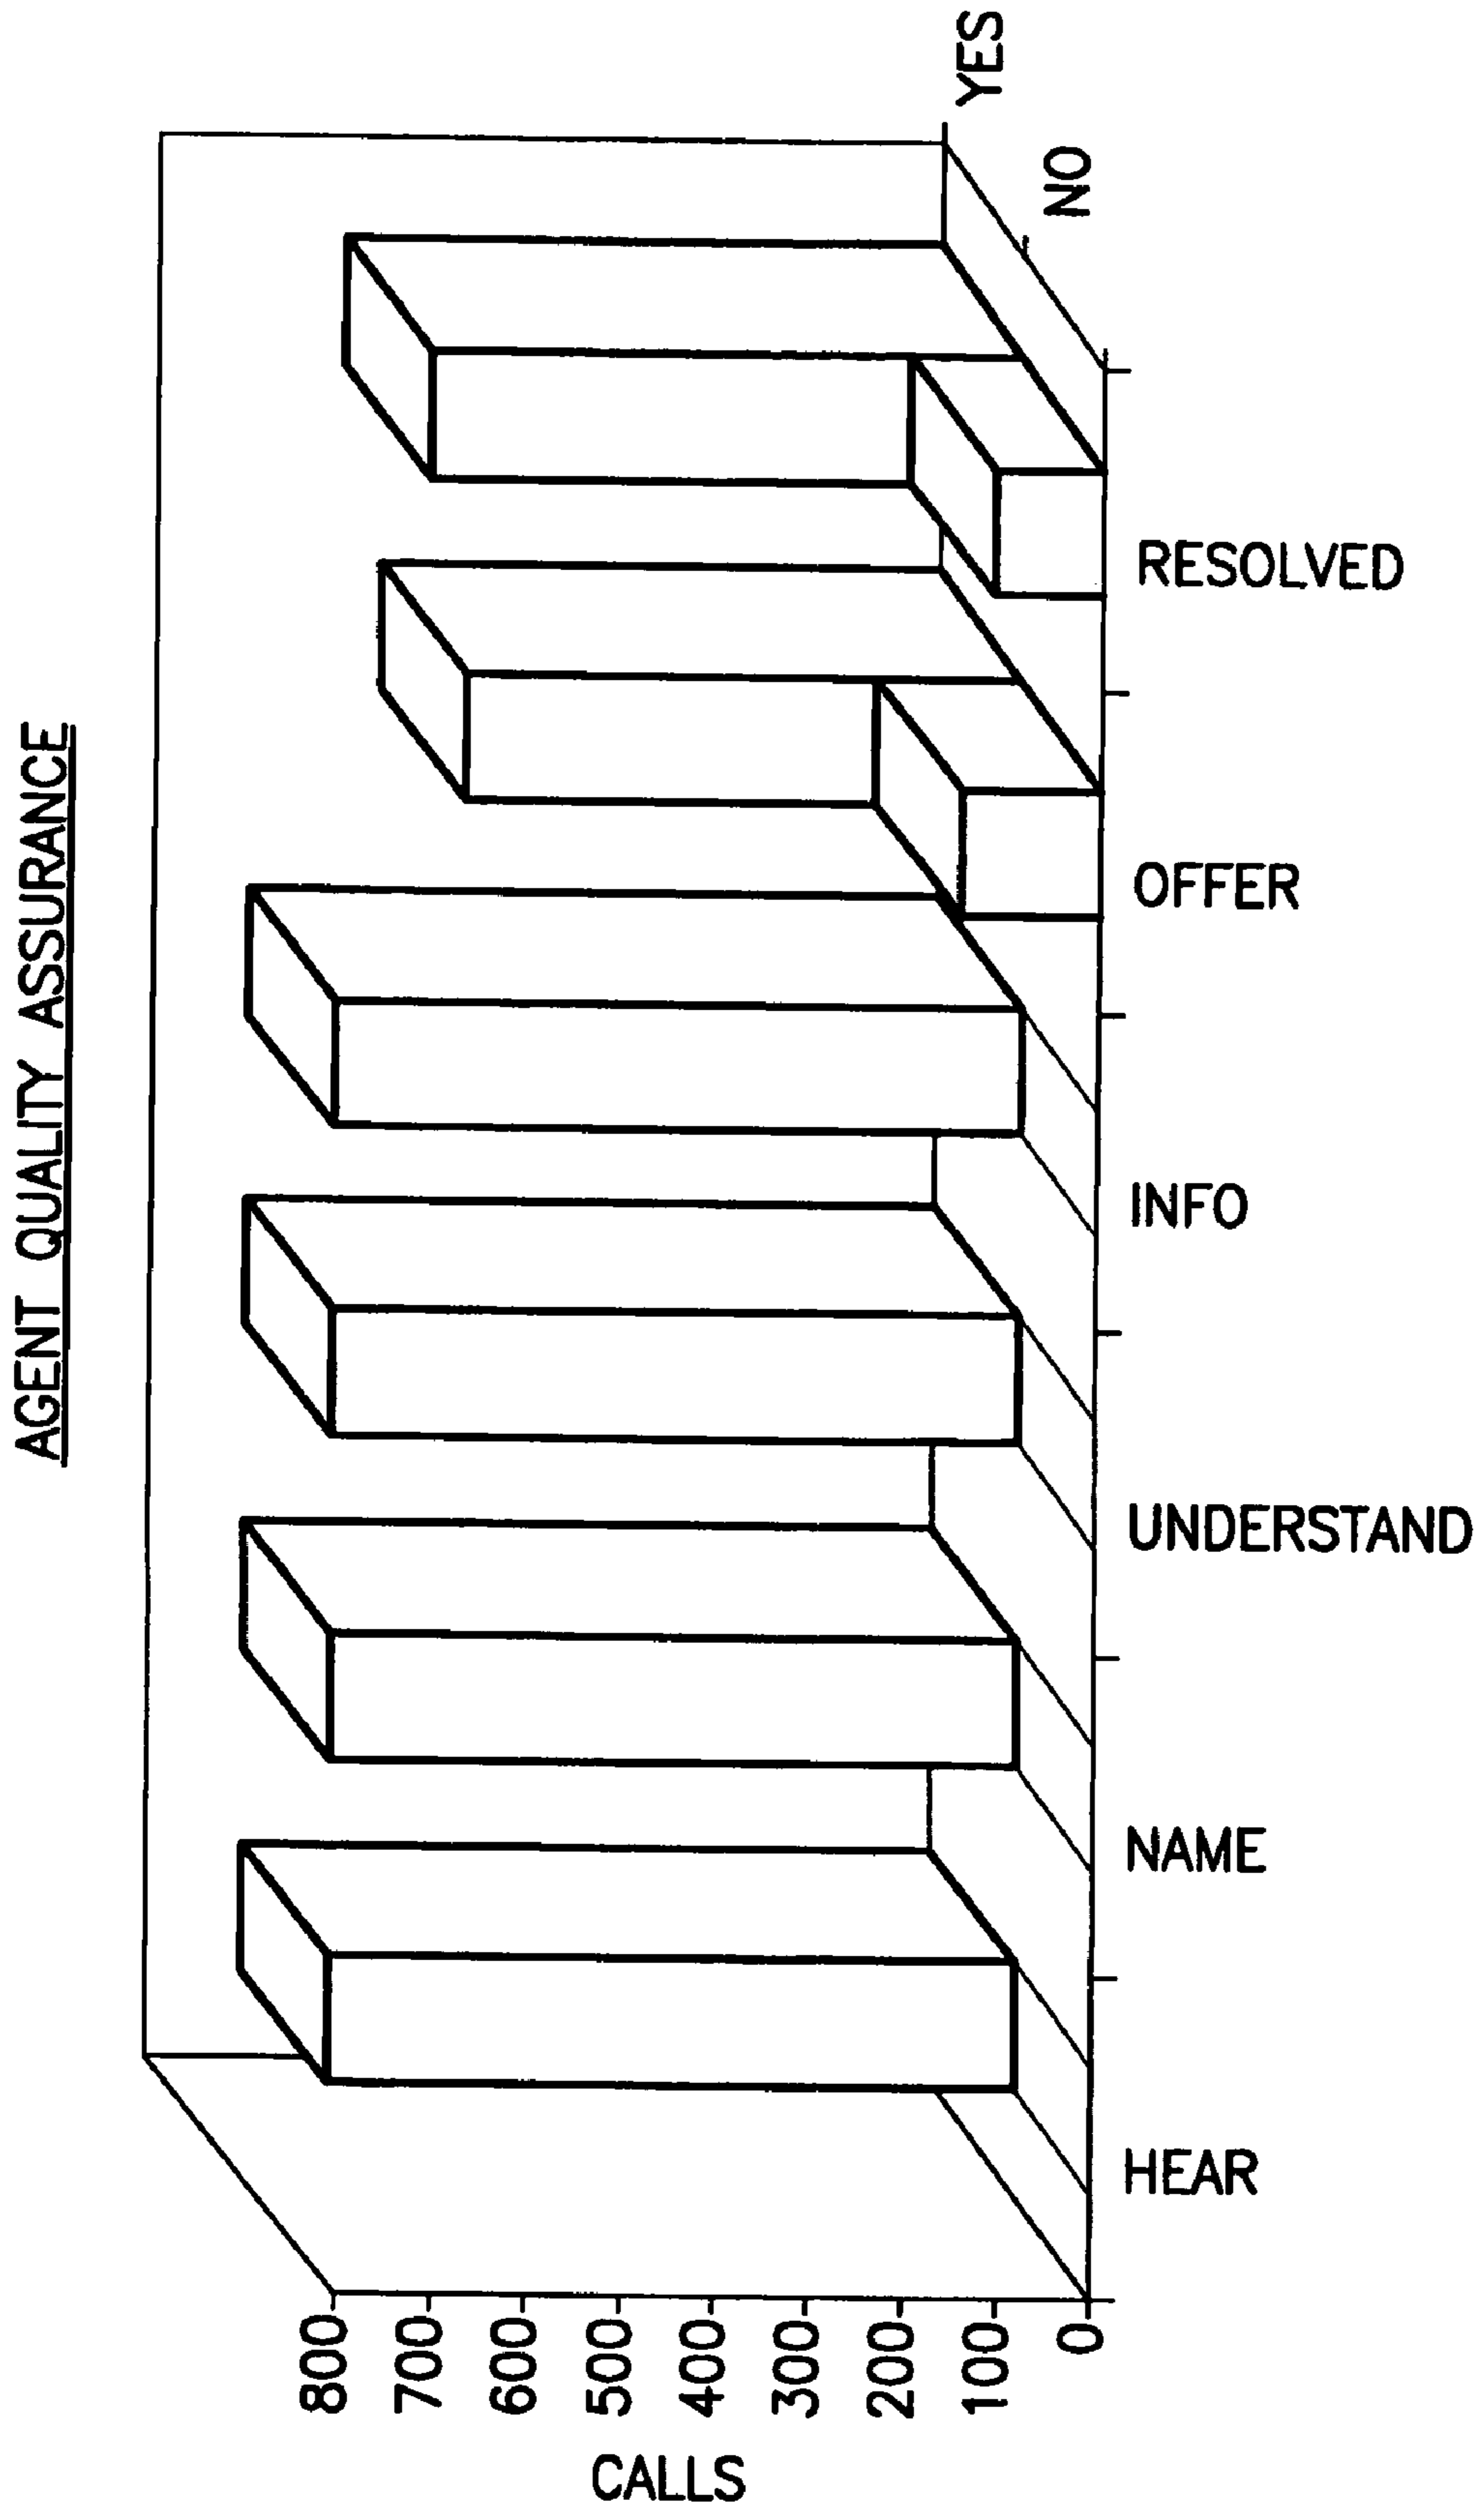 AGENT QUALITY ASSURANCE
YES
NO
800
700
600
500
400
300
200
100
0
CALLS
HEAR
NAME
UNDERSTAND
INFO
OFFER
RESOLVED